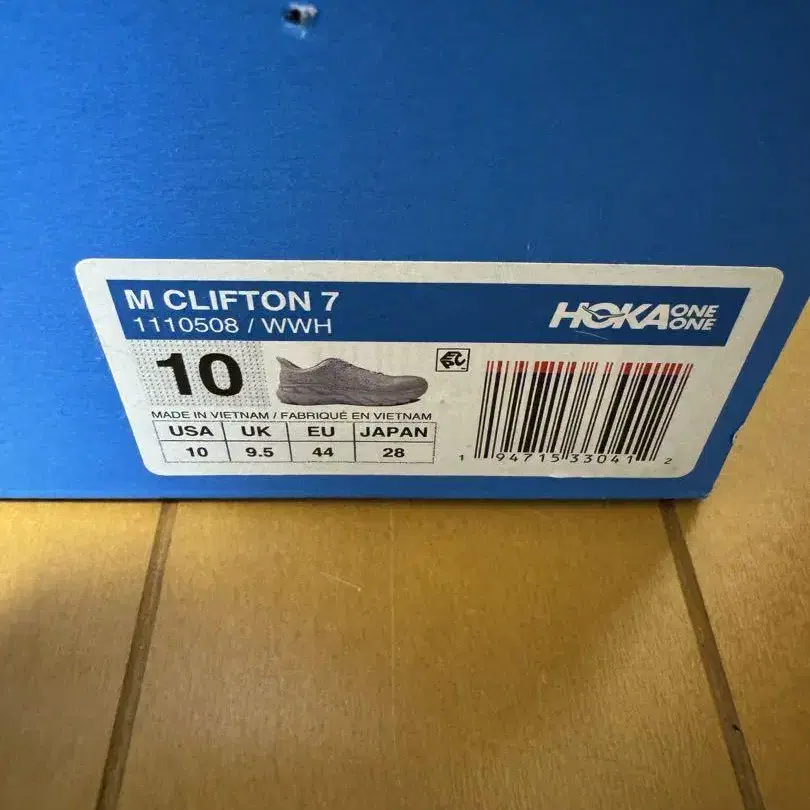 M CLIFTON 7
1110508 / WWH
HOKA ONE ONE
10
MADE IN VIETNAM / FABRIQUÉ EN VIETNAM
USA UK EU JAPAN
10 9.5 44 28
1 94715 33041 2